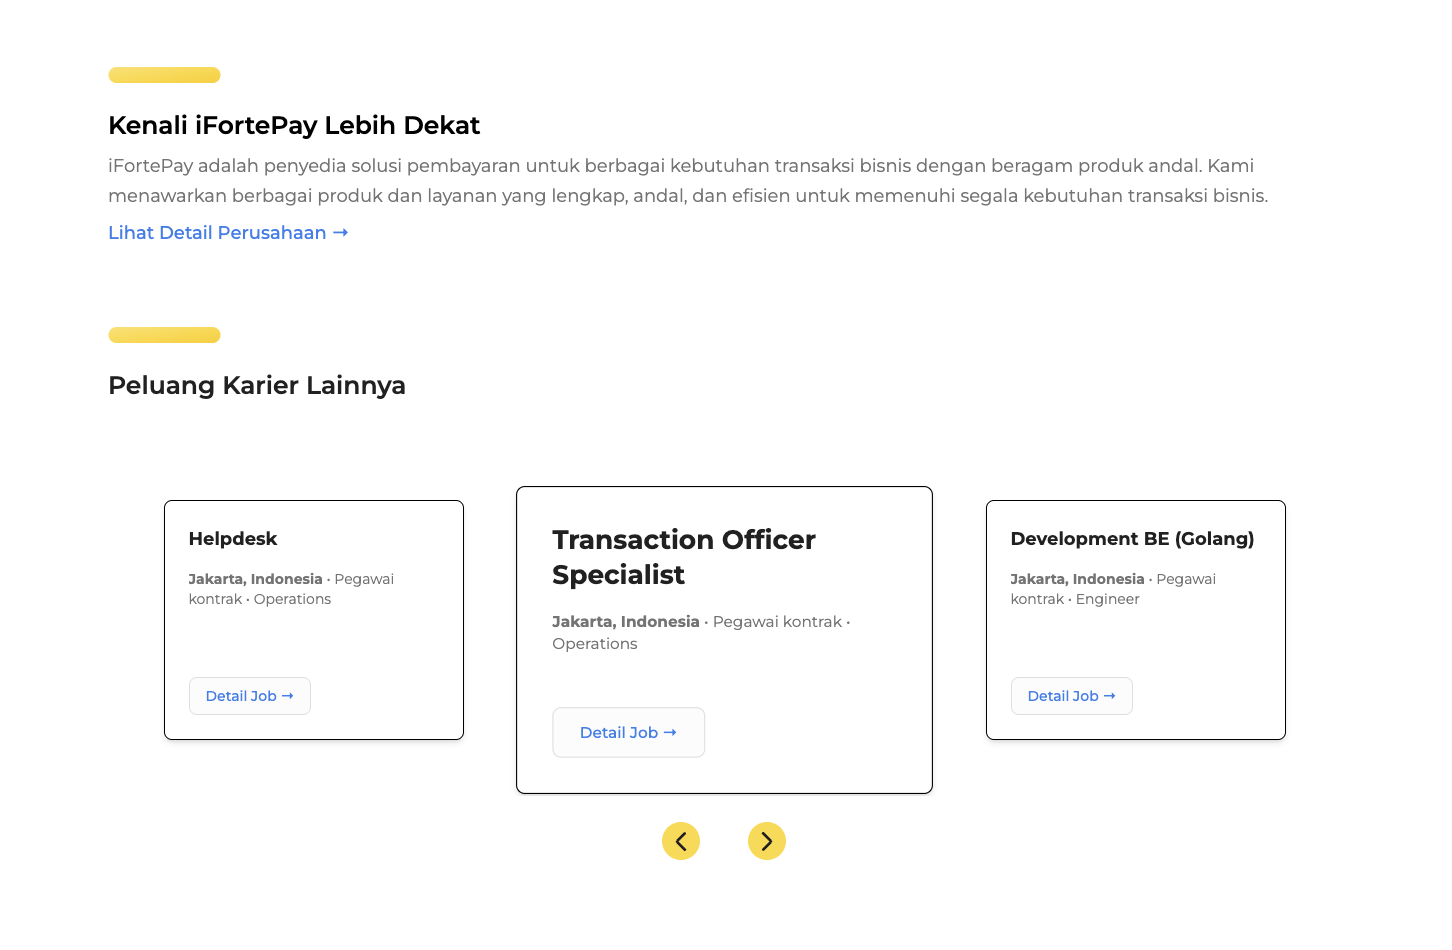 Kenali iFortePay Lebih Dekat
iFortePay adalah penyedia solusi pembayaran untuk berbagai kebutuhan transaksi bisnis dengan beragam produk andal. Kami
menawarkan berbagai produk dan layanan yang lengkap, andal, dan efisien untuk memenuhi segala kebutuhan transaksi bisnis.
Lihat Detail Perusahaan →
Peluang Karier Lainnya
Helpdesk
Jakarta, Indonesia • Pegawai
kontrak • Operations
Detail Job →
Transaction Officer
Specialist
Jakarta, Indonesia • Pegawai kontrak •
Operations
Detail Job →
Development BE (Golang)
Jakarta, Indonesia • Pegawai
kontrak • Engineer
Detail Job →